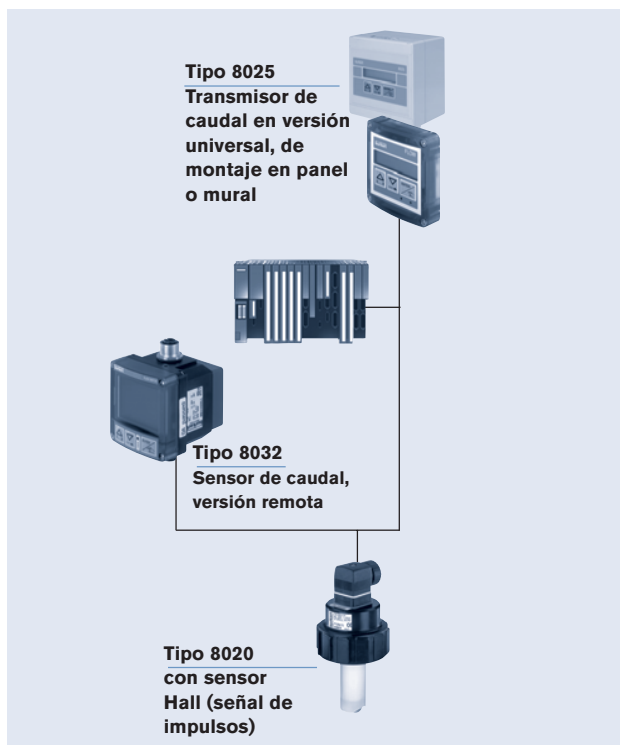 Tipo 8025
Transmisor de
caudal en versión
universal, de
montaje en panel
o mural
Tipo 8032
Sensor de caudal,
versión remota
Tipo 8020
con sensor
Hall (señal de
impulsos)